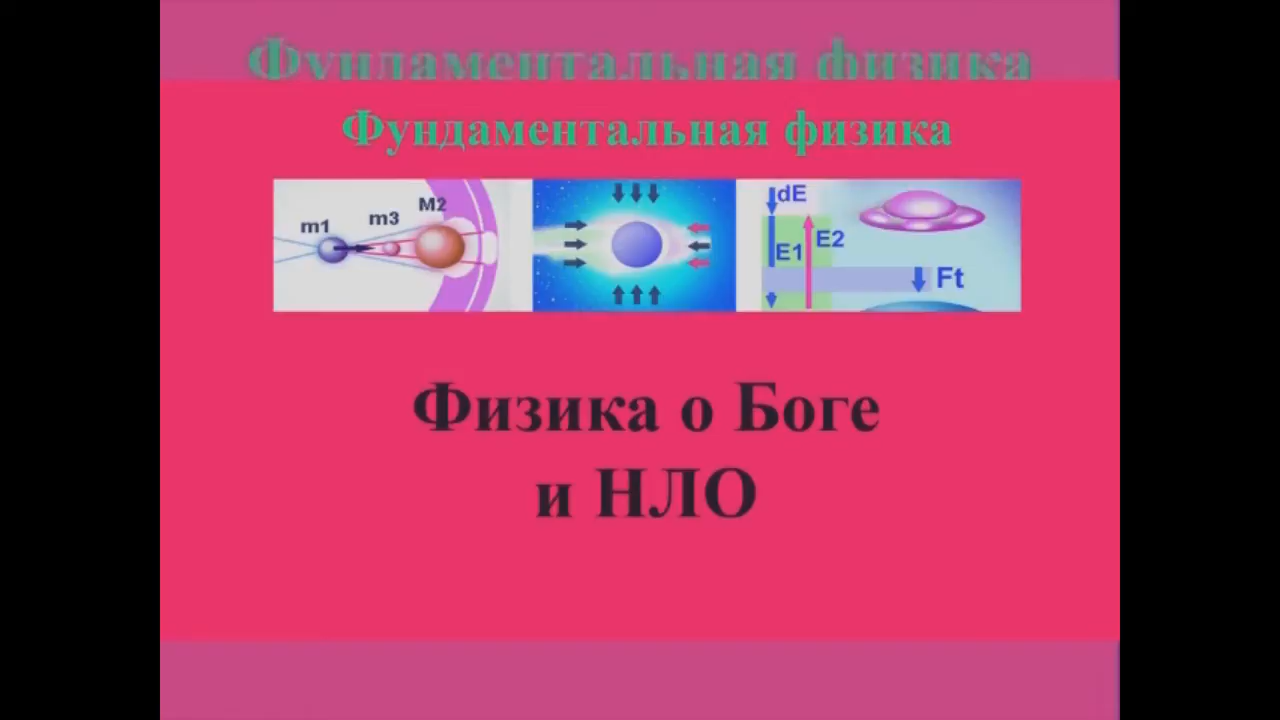 Фундаментальная физика
Фундаментальная физика
m1 m3 M2
dE
E1 E2
Ft
Физика о Боге
и НЛО